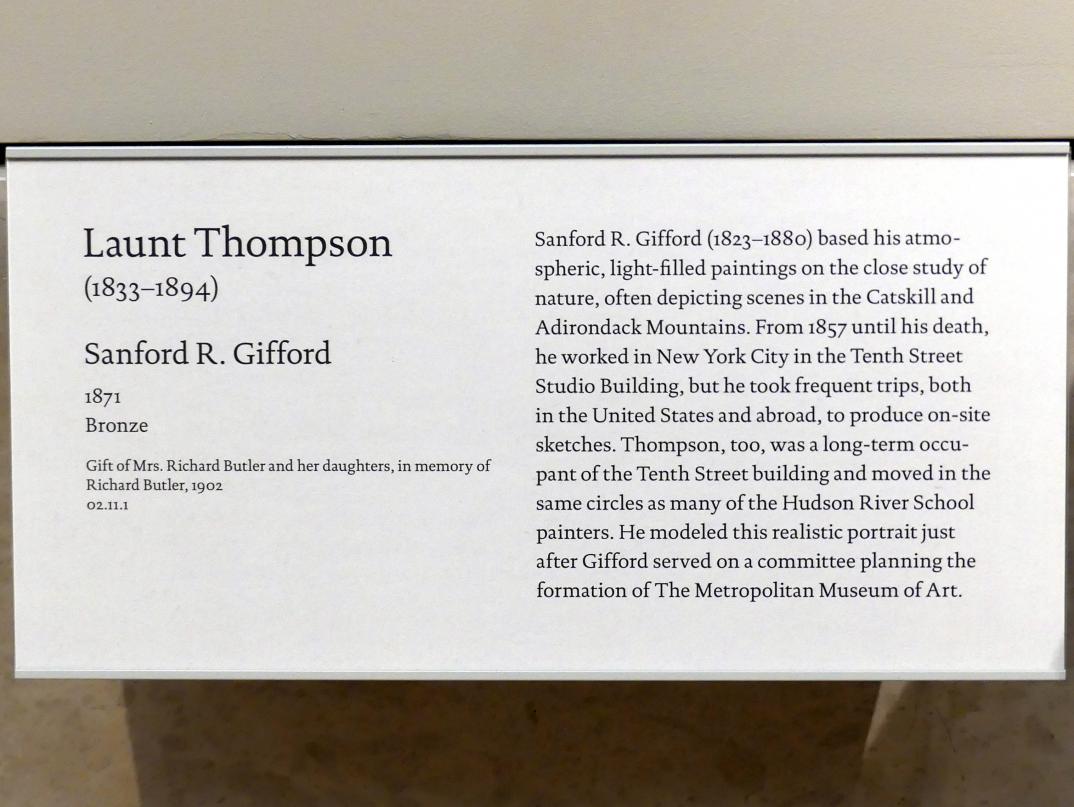 Launt Thompson
(1833–1894)
Sanford R. Gifford
1871
Bronze
Gift of Mrs. Richard Butler and her daughters, in memory of
Richard Butler, 1902
02.11.1
Sanford R. Gifford (1823–1880) based his atmo-
spheric, light-filled paintings on the close study of
nature, often depicting scenes in the Catskill and
Adirondack Mountains. From 1857 until his death,
he worked in New York City in the Tenth Street
Studio Building, but he took frequent trips, both
in the United States and abroad, to produce on-site
sketches. Thompson, too, was a long-term occu-
pant of the Tenth Street building and moved in the
same circles as many of the Hudson River School
painters. He modeled this realistic portrait just
after Gifford served on a committee planning the
formation of The Metropolitan Museum of Art.